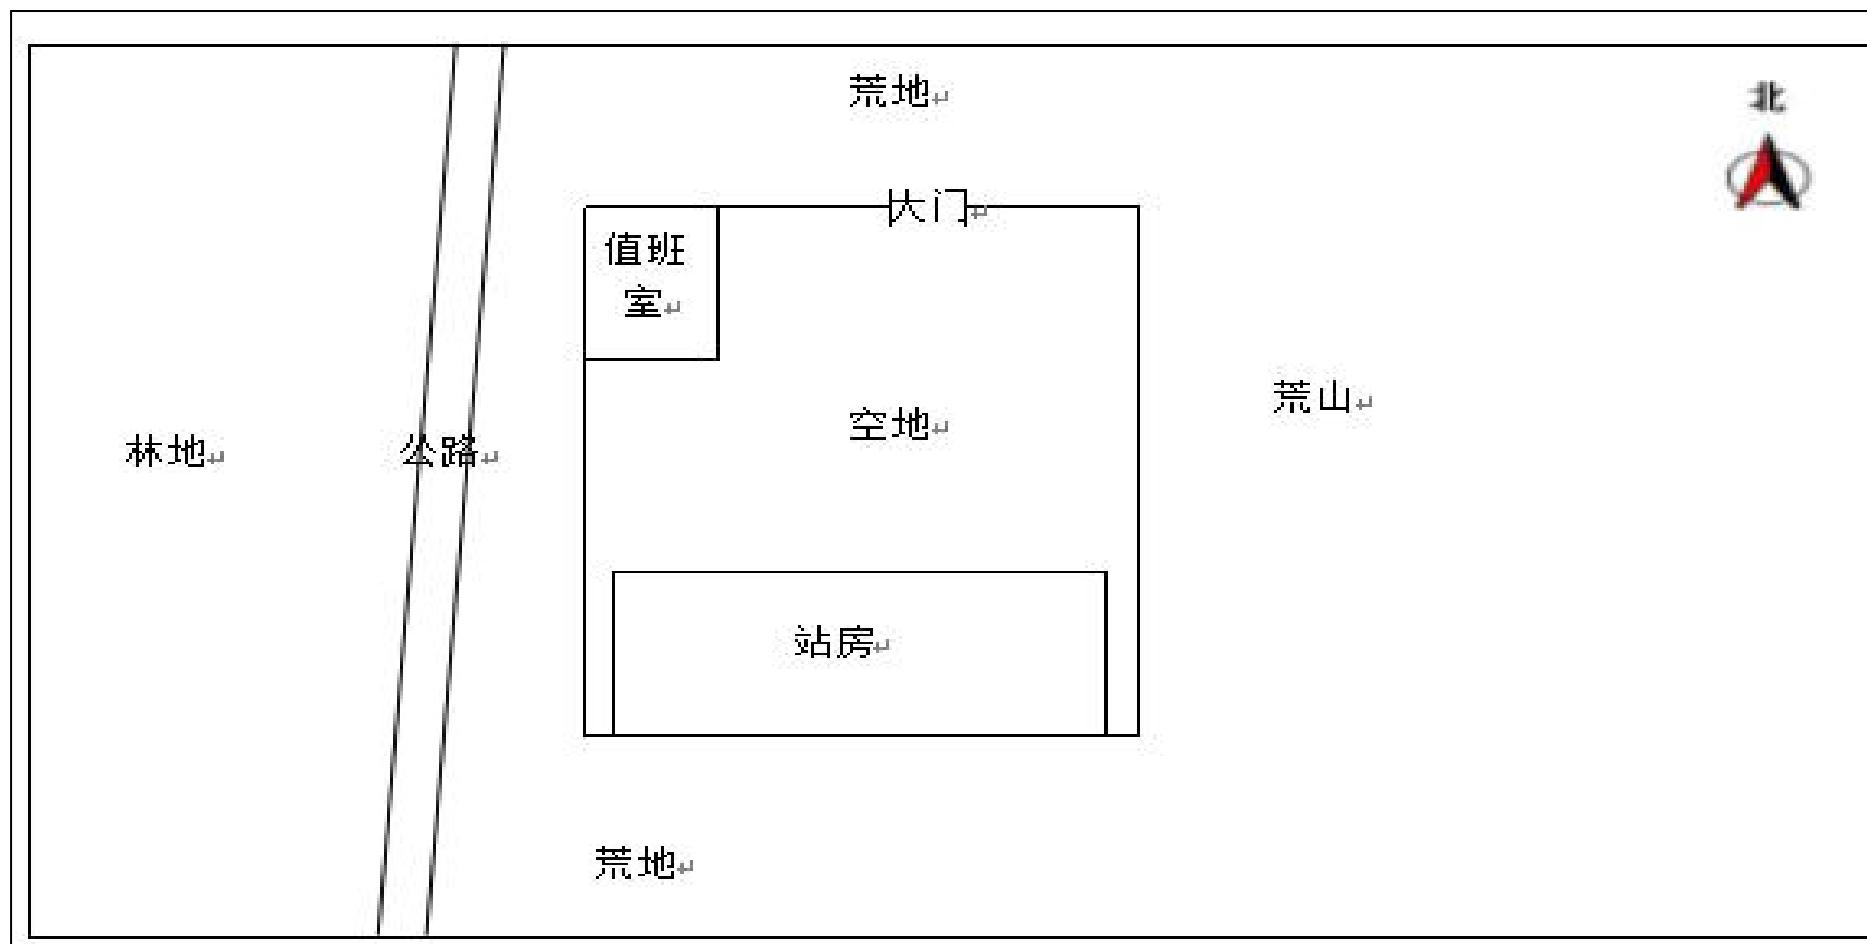 荒地
北
大门
值班
室
荒山
空地
林地
公路
站房
荒地